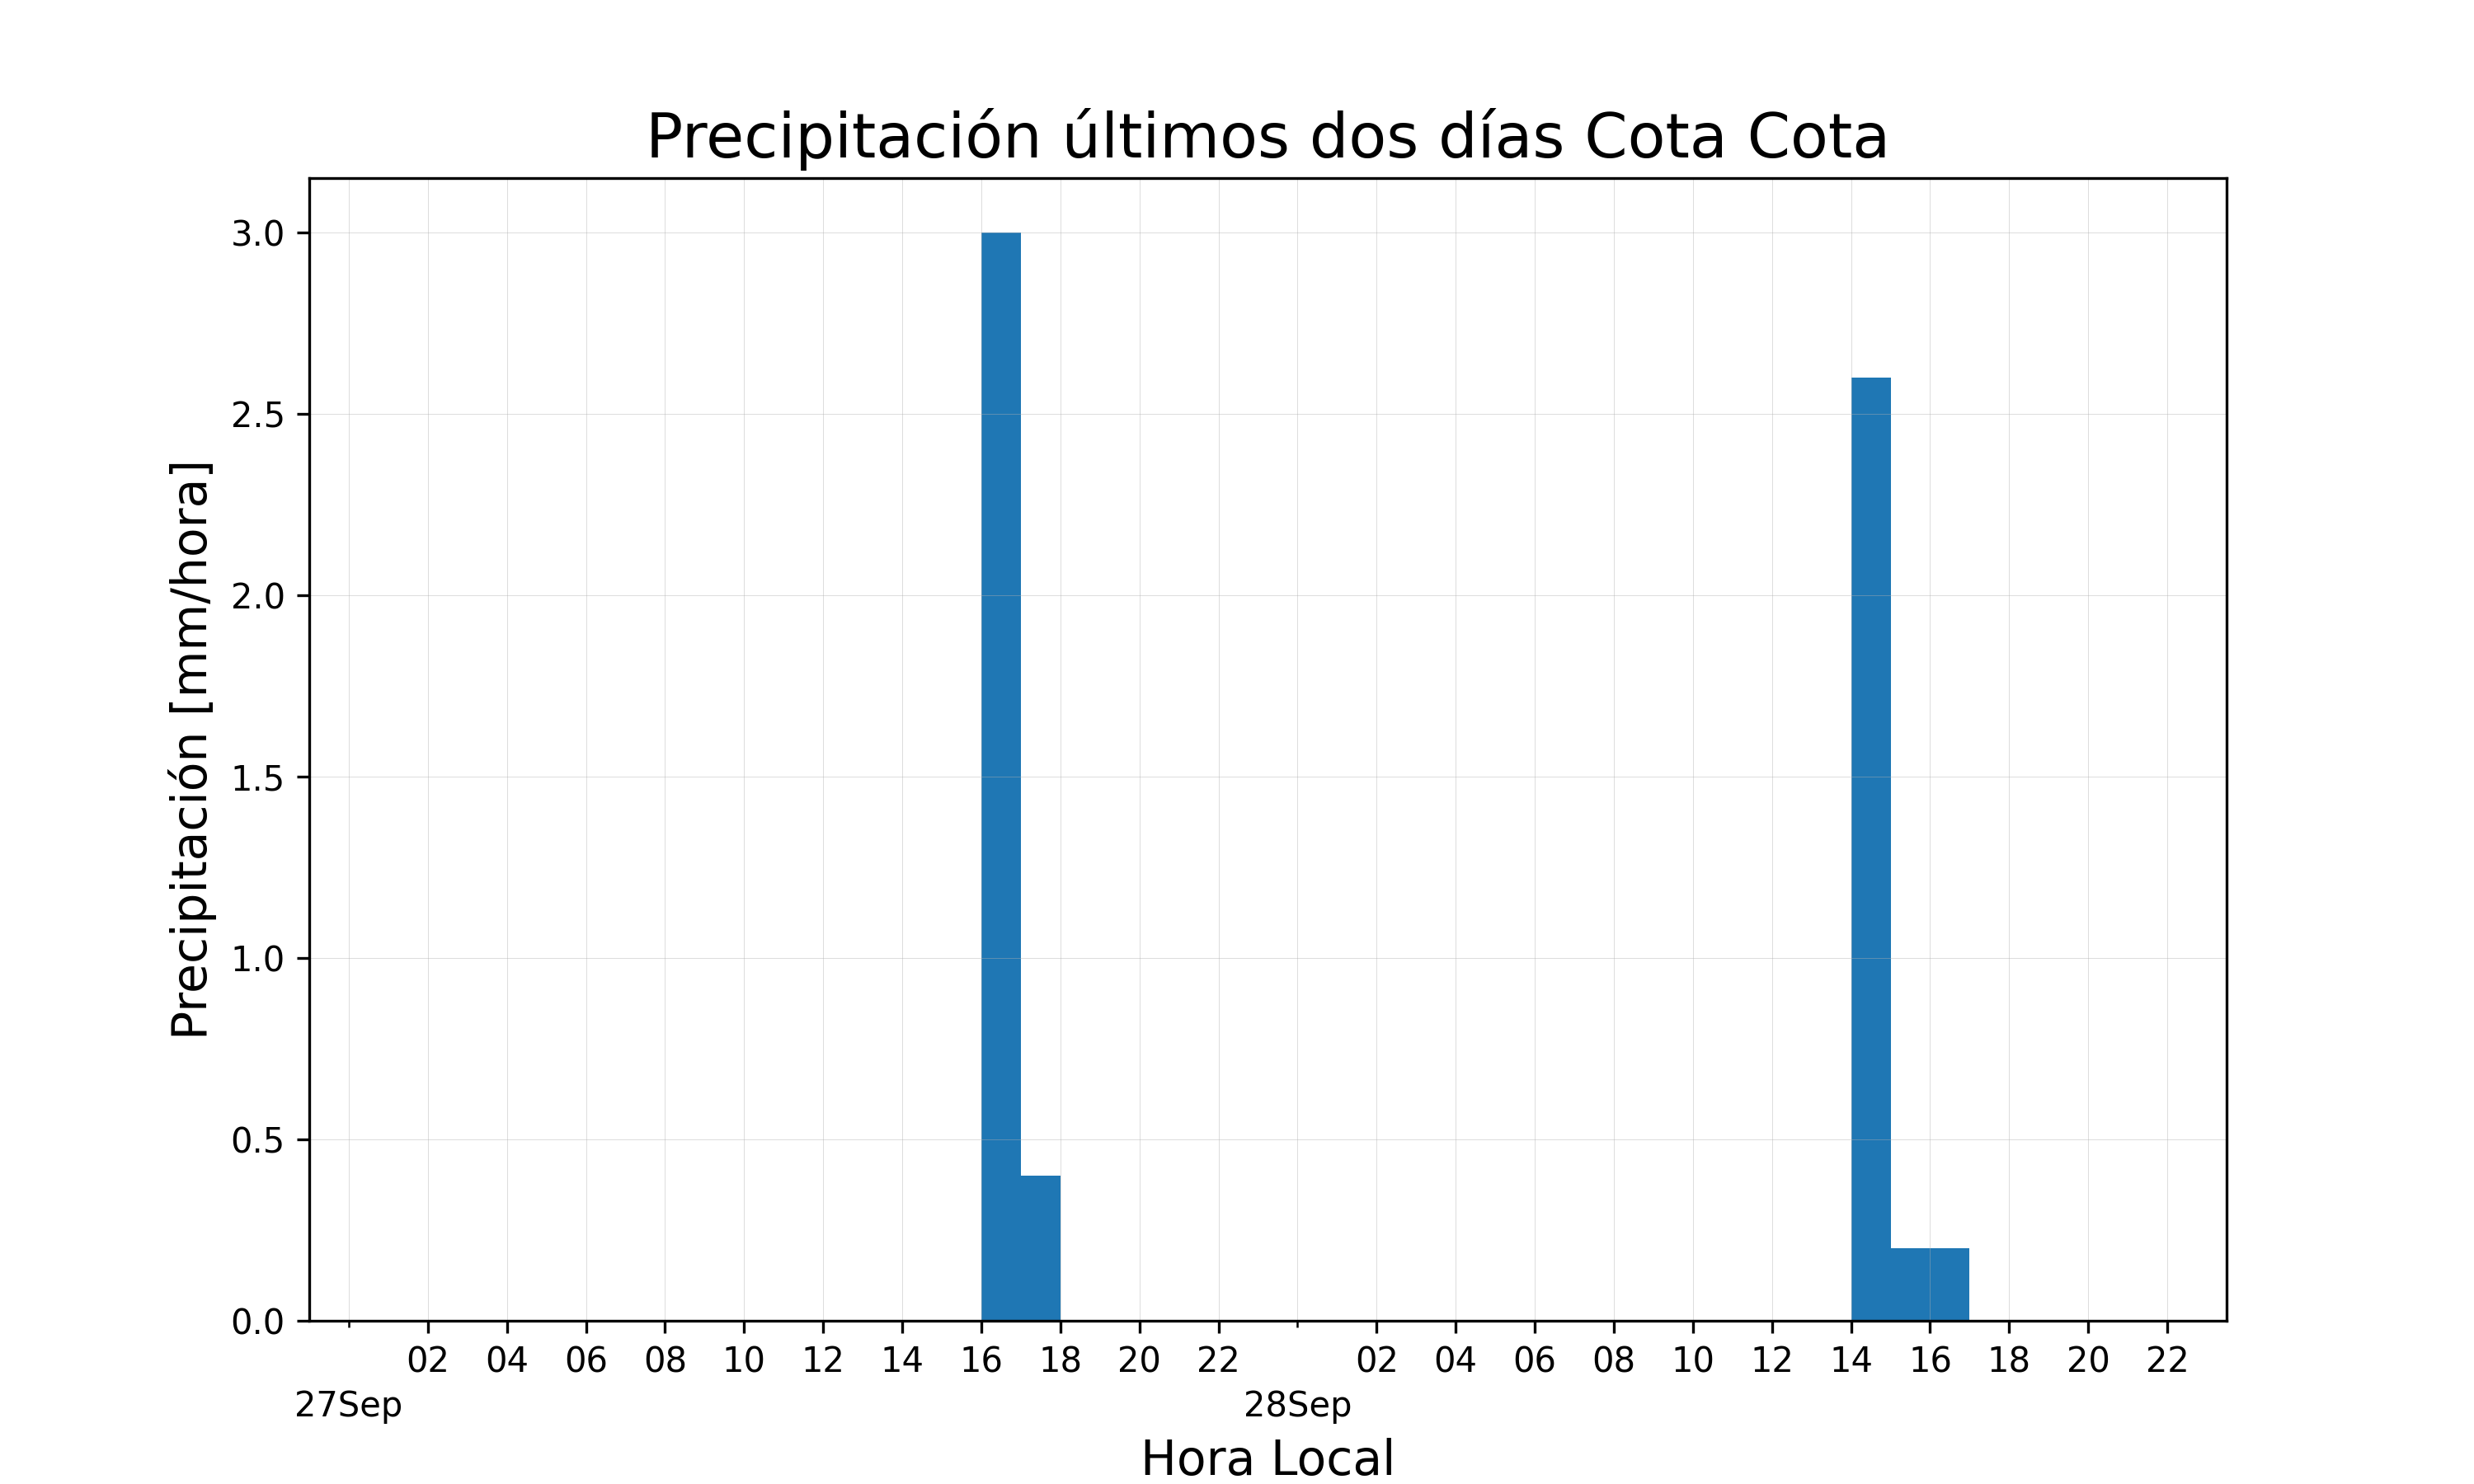 Precipitación últimos dos días Cota Cota
Precipitación [mm/hora]
3.0
2.5
2.0
1.5
1.0
0.5
0.0
02 04 06 08 10 12 14 16 18 20 22 02 04 06 08 10 12 14 16 18 20 22
27Sep 28Sep
Hora Local